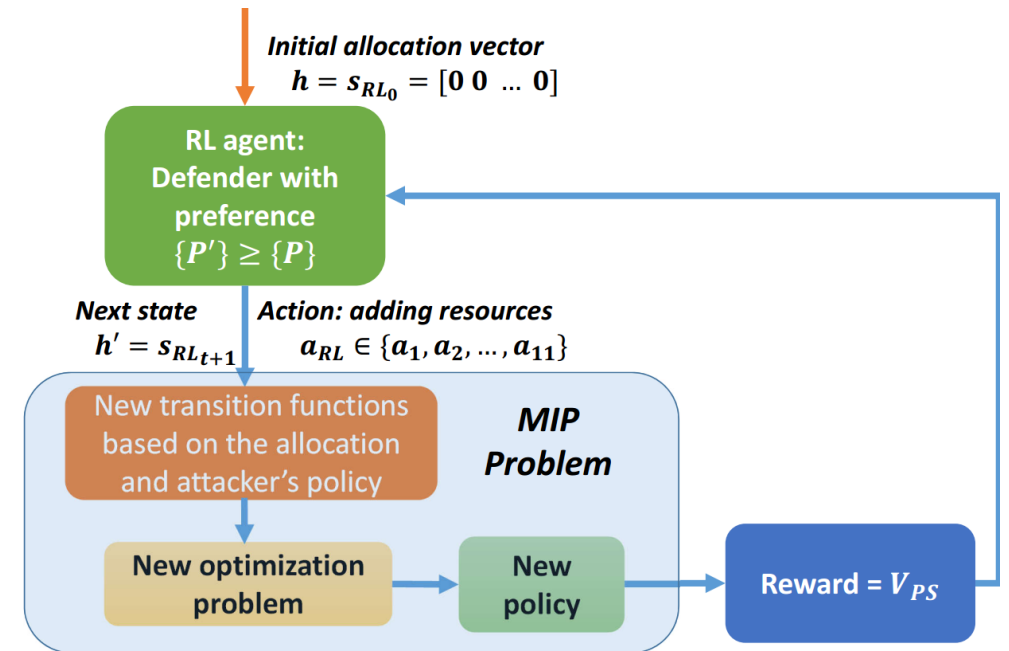 Initial allocation vector
h = s_{RL_0} = [0 0 … 0]
RL agent:
Defender with
preference
{P′} ≥ {P}
Next state
h′ = s_{RL_{t+1}}
Action: adding resources
a_{RL} ∈ {a_1, a_2, …, a_{11}}
New transition functions
based on the allocation
and attacker’s policy
MIP
Problem
New optimization
problem
New
policy
Reward = V_{PS}